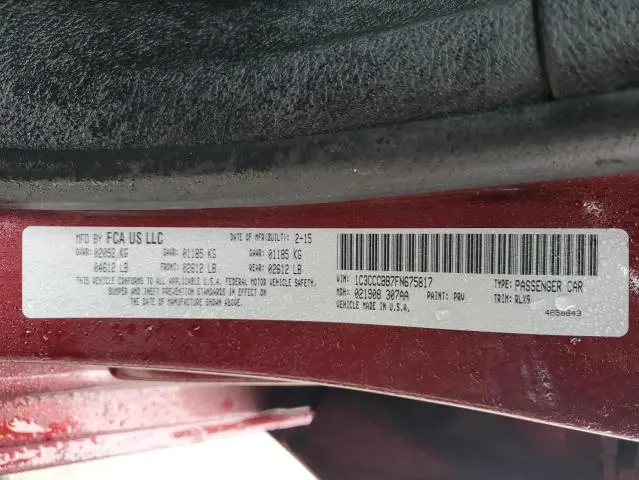 MFD BY FCA US LLC DATE OF MFR(BUILT): 2-15
GVWR: 02092 KG GAWR: 01185 KG GAWR: 01185 KG
04612 LB FRONT: 02612 LB REAR: 02612 LB
THIS VEHICLE CONFORMS TO ALL APPLICABLE U.S.A. FEDERAL MOTOR VEHICLE SAFETY,
BUMPER AND THEFT PREVENTION STANDARDS IN EFFECT ON
THE DATE OF MANUFACTURE SHOWN ABOVE.
VIN: 1C3CCCBB7FN675817 TYPE: PASSENGER CAR
MDH: 021908 307AA PAINT: PRV TRIM: RLX9
VEHICLE MADE IN U.S.A. 4658843